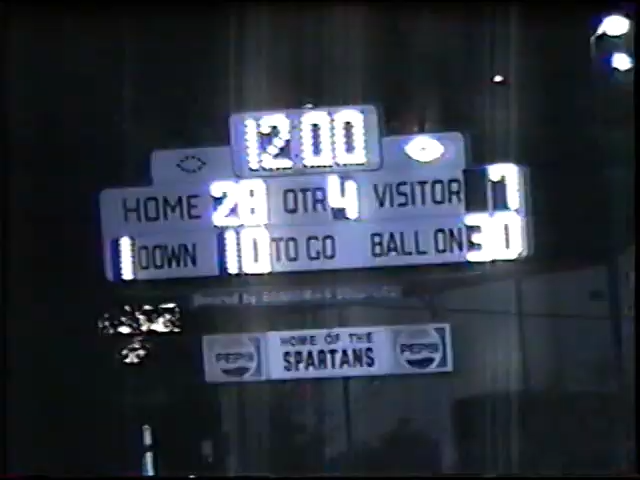 12:00
HOME 28 QTR 4 VISITOR 7
1 DOWN 10 TO GO BALL ON 30
PEPSI HOME OF THE SPARTANS PEPSI